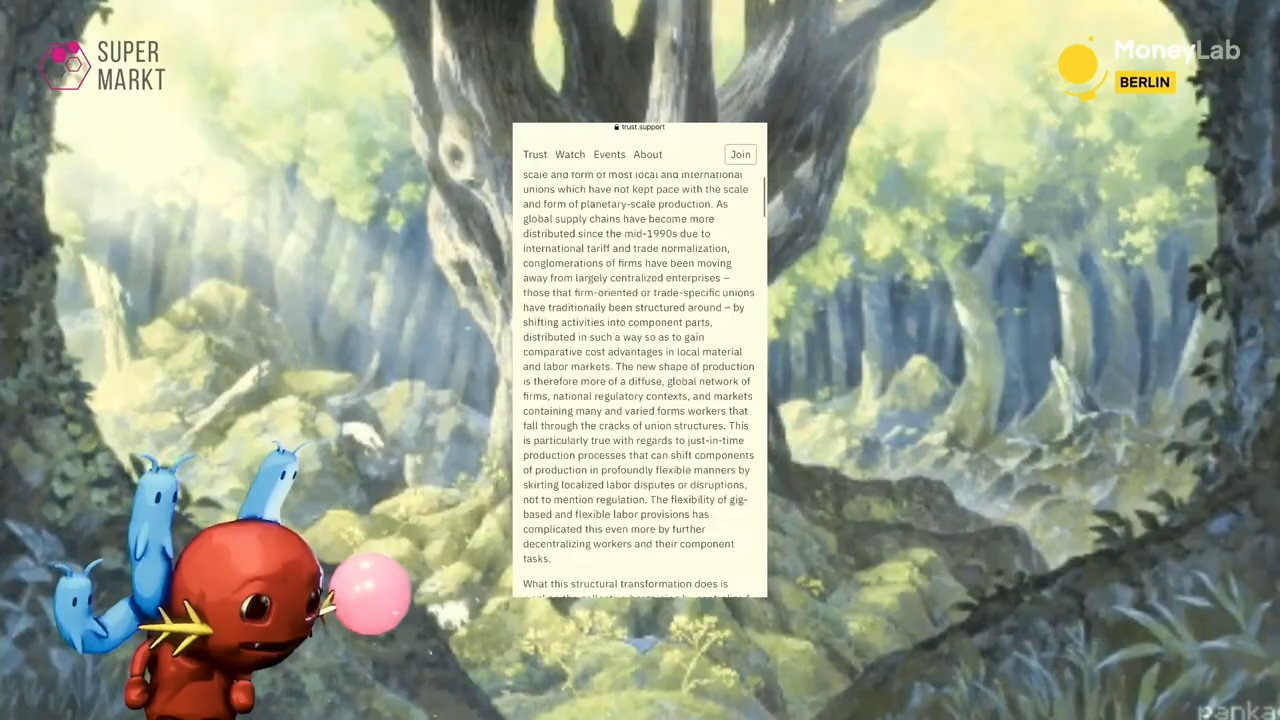 SUPER
MARKT
MoneyLab
BERLIN
trust.support
Trust Watch Events About Join
scale and form of most local and international
unions which have not kept pace with the scale
and form of planetary-scale production. As
global supply chains have become more
distributed since the mid-1990s due to
international tariff and trade normalization,
conglomerations of firms have been moving
away from largely centralized enterprises –
those that firm-oriented or trade-specific unions
have traditionally been structured around – by
shifting activities into component parts,
distributed in such a way so as to gain
comparative cost advantages in local material
and labor markets. The new shape of production
is therefore more of a diffuse, global network of
firms, national regulatory contexts, and markets
containing many and varied forms workers that
fall through the cracks of union structures. This
is particularly true with regards to just-in-time
production processes that can shift components
of production in profoundly flexible manners by
skirting localized labor disputes or disruptions,
not to mention regulation. The flexibility of gig-
based and flexible labor provisions has
complicated this even more by further
decentralizing workers and their component
tasks.
What this structural transformation does is
panka